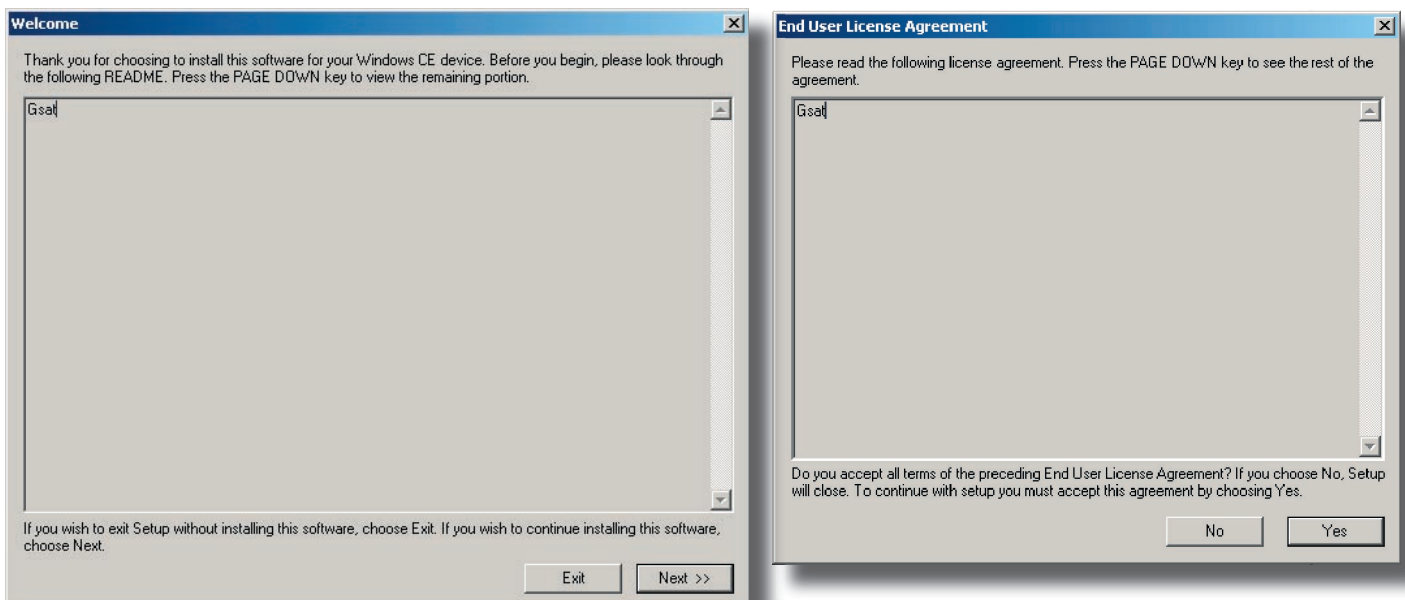 Welcome
Thank you for choosing to install this software for your Windows CE device. Before you begin, please look through
the following README. Press the PAGE DOWN key to view the remaining portion.
Gsat
If you wish to exit Setup without installing this software, choose Exit. If you wish to continue installing this software,
choose Next.
Exit
Next >>
End User License Agreement
Please read the following license agreement. Press the PAGE DOWN key to see the rest of the
agreement.
Gsat
Do you accept all terms of the preceding End User License Agreement? If you choose No, Setup
will close. To continue with setup you must accept this agreement by choosing Yes.
No
Yes